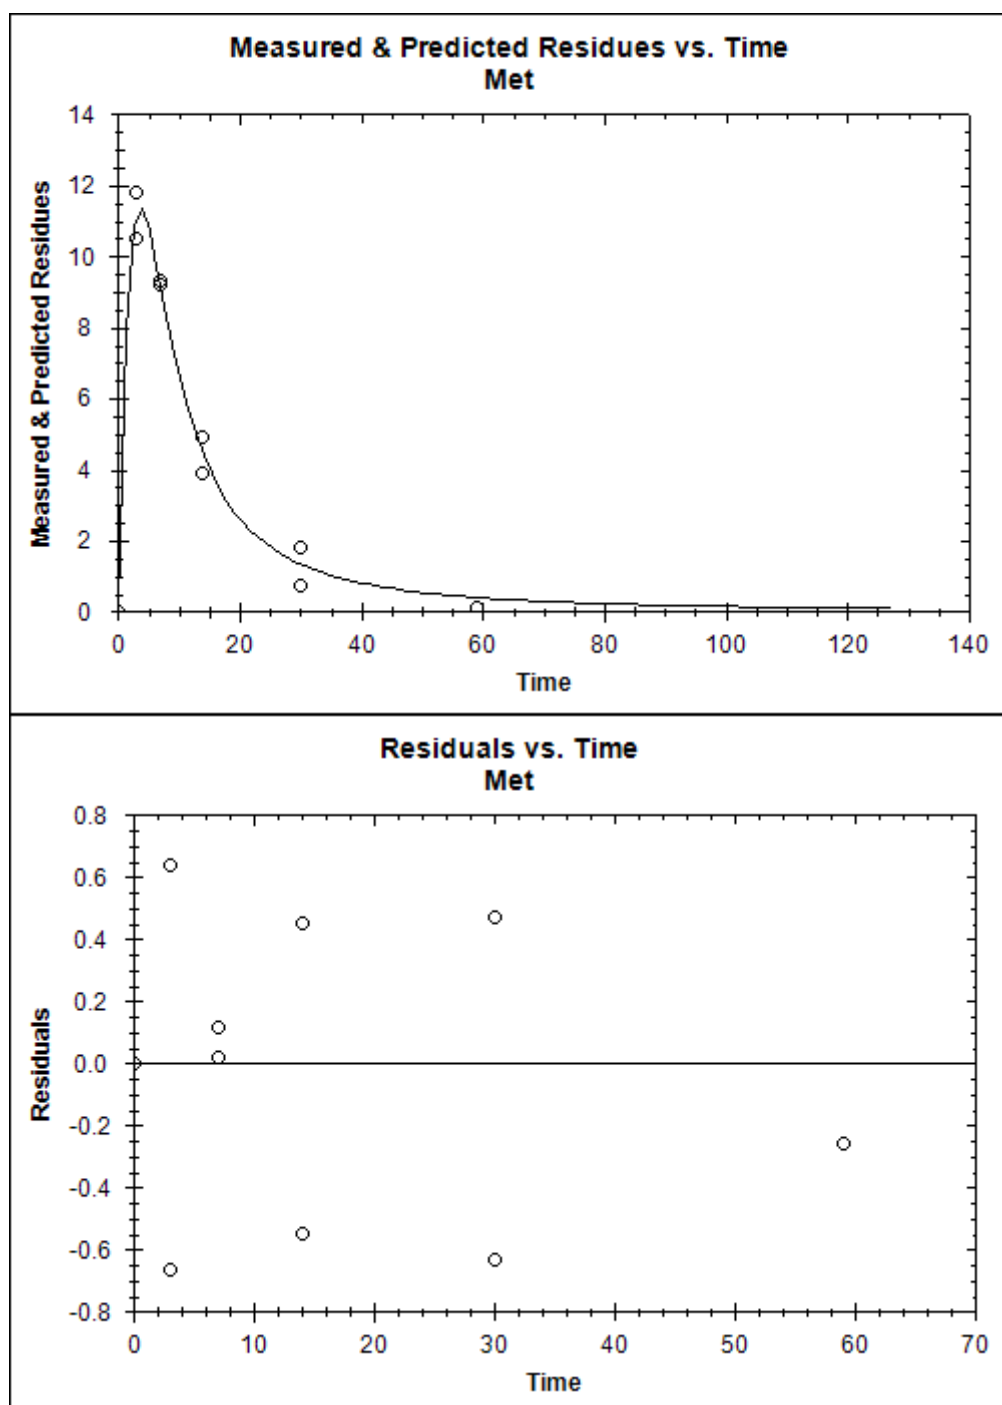 Measured & Predicted Residues vs. Time
Met
Measured & Predicted Residues
14
12
10
8
6
4
2
0
0 20 40 60 80 100 120 140
Time
Residuals vs. Time
Met
Residuals
0.8
0.6
0.4
0.2
0.0
-0.2
-0.4
-0.6
-0.8
0 10 20 30 40 50 60 70
Time